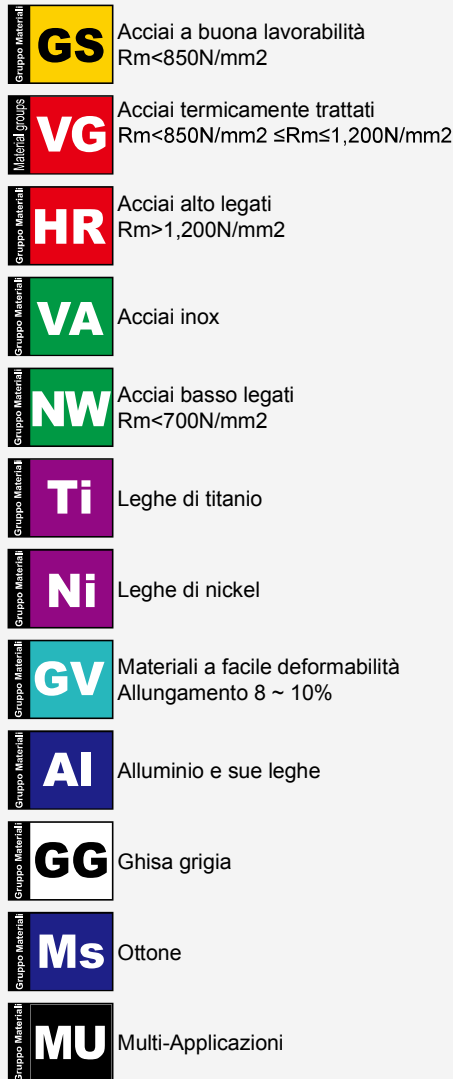 Gruppo Materiali
GS
Acciai a buona lavorabilità
Rm<850N/mm2
Material groups
VG
Acciai termicamente trattati
Rm<850N/mm2 ≤Rm≤1,200N/mm2
Gruppo Materiali
HR
Acciai alto legati
Rm>1,200N/mm2
Gruppo Materiali
VA
Acciai inox
Gruppo Materiali
NW
Acciai basso legati
Rm<700N/mm2
Gruppo Materiali
Ti
Leghe di titanio
Gruppo Materiali
Ni
Leghe di nickel
Gruppo Materiali
GV
Materiali a facile deformabilità
Allungamento 8 ~ 10%
Gruppo Materiali
Al
Alluminio e sue leghe
Gruppo Materiali
GG
Ghisa grigia
Gruppo Materiali
Ms
Ottone
Gruppo Materiali
MU
Multi-Applicazioni